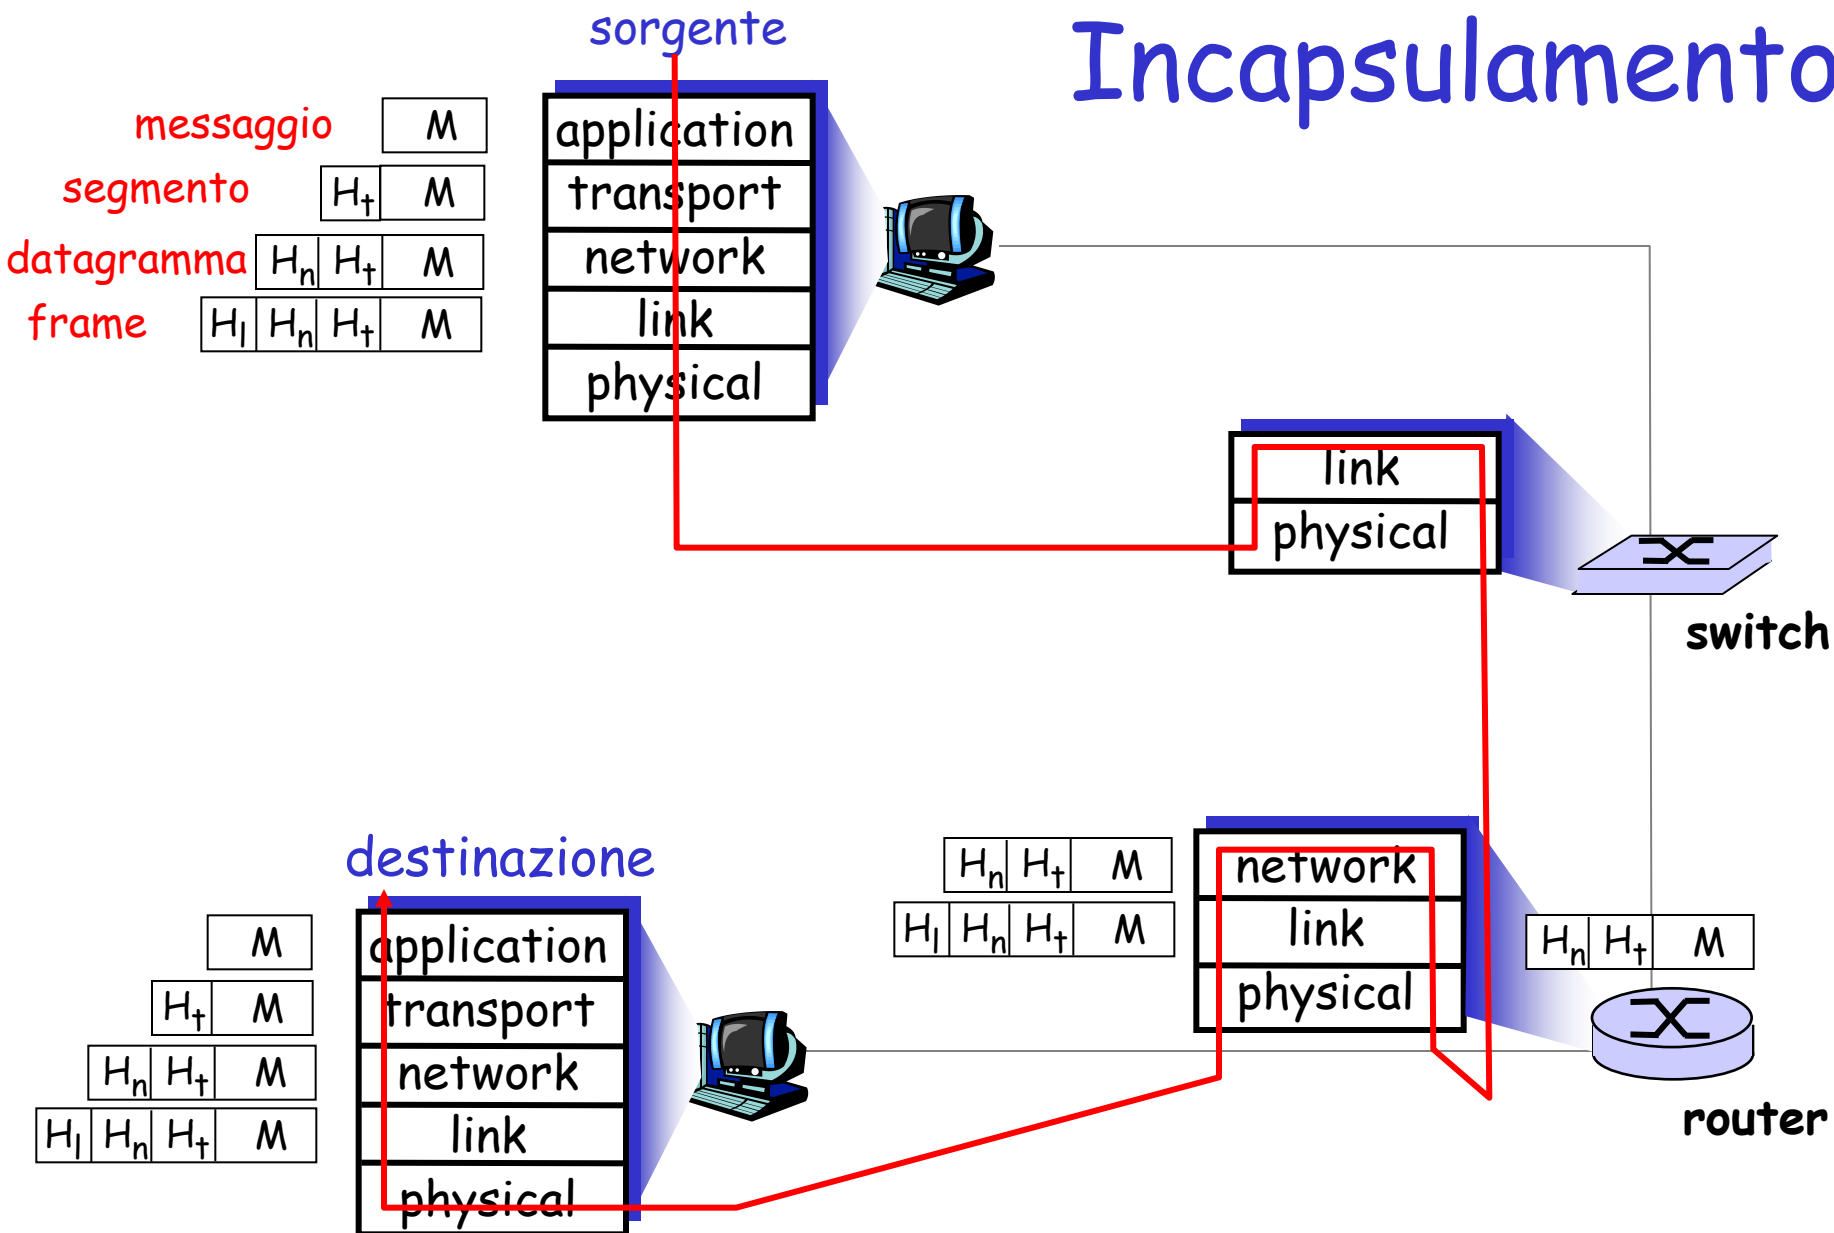 Incapsulamento
sorgente
messaggio M
segmento Ht M
datagramma Hn Ht M
frame Hl Hn Ht M
application
transport
network
link
physical
link
physical
switch
Hn Ht M
Hl Hn Ht M
network
link
physical
Hn Ht M
router
destinazione
M
Ht M
Hn Ht M
Hl Hn Ht M
application
transport
network
link
physical